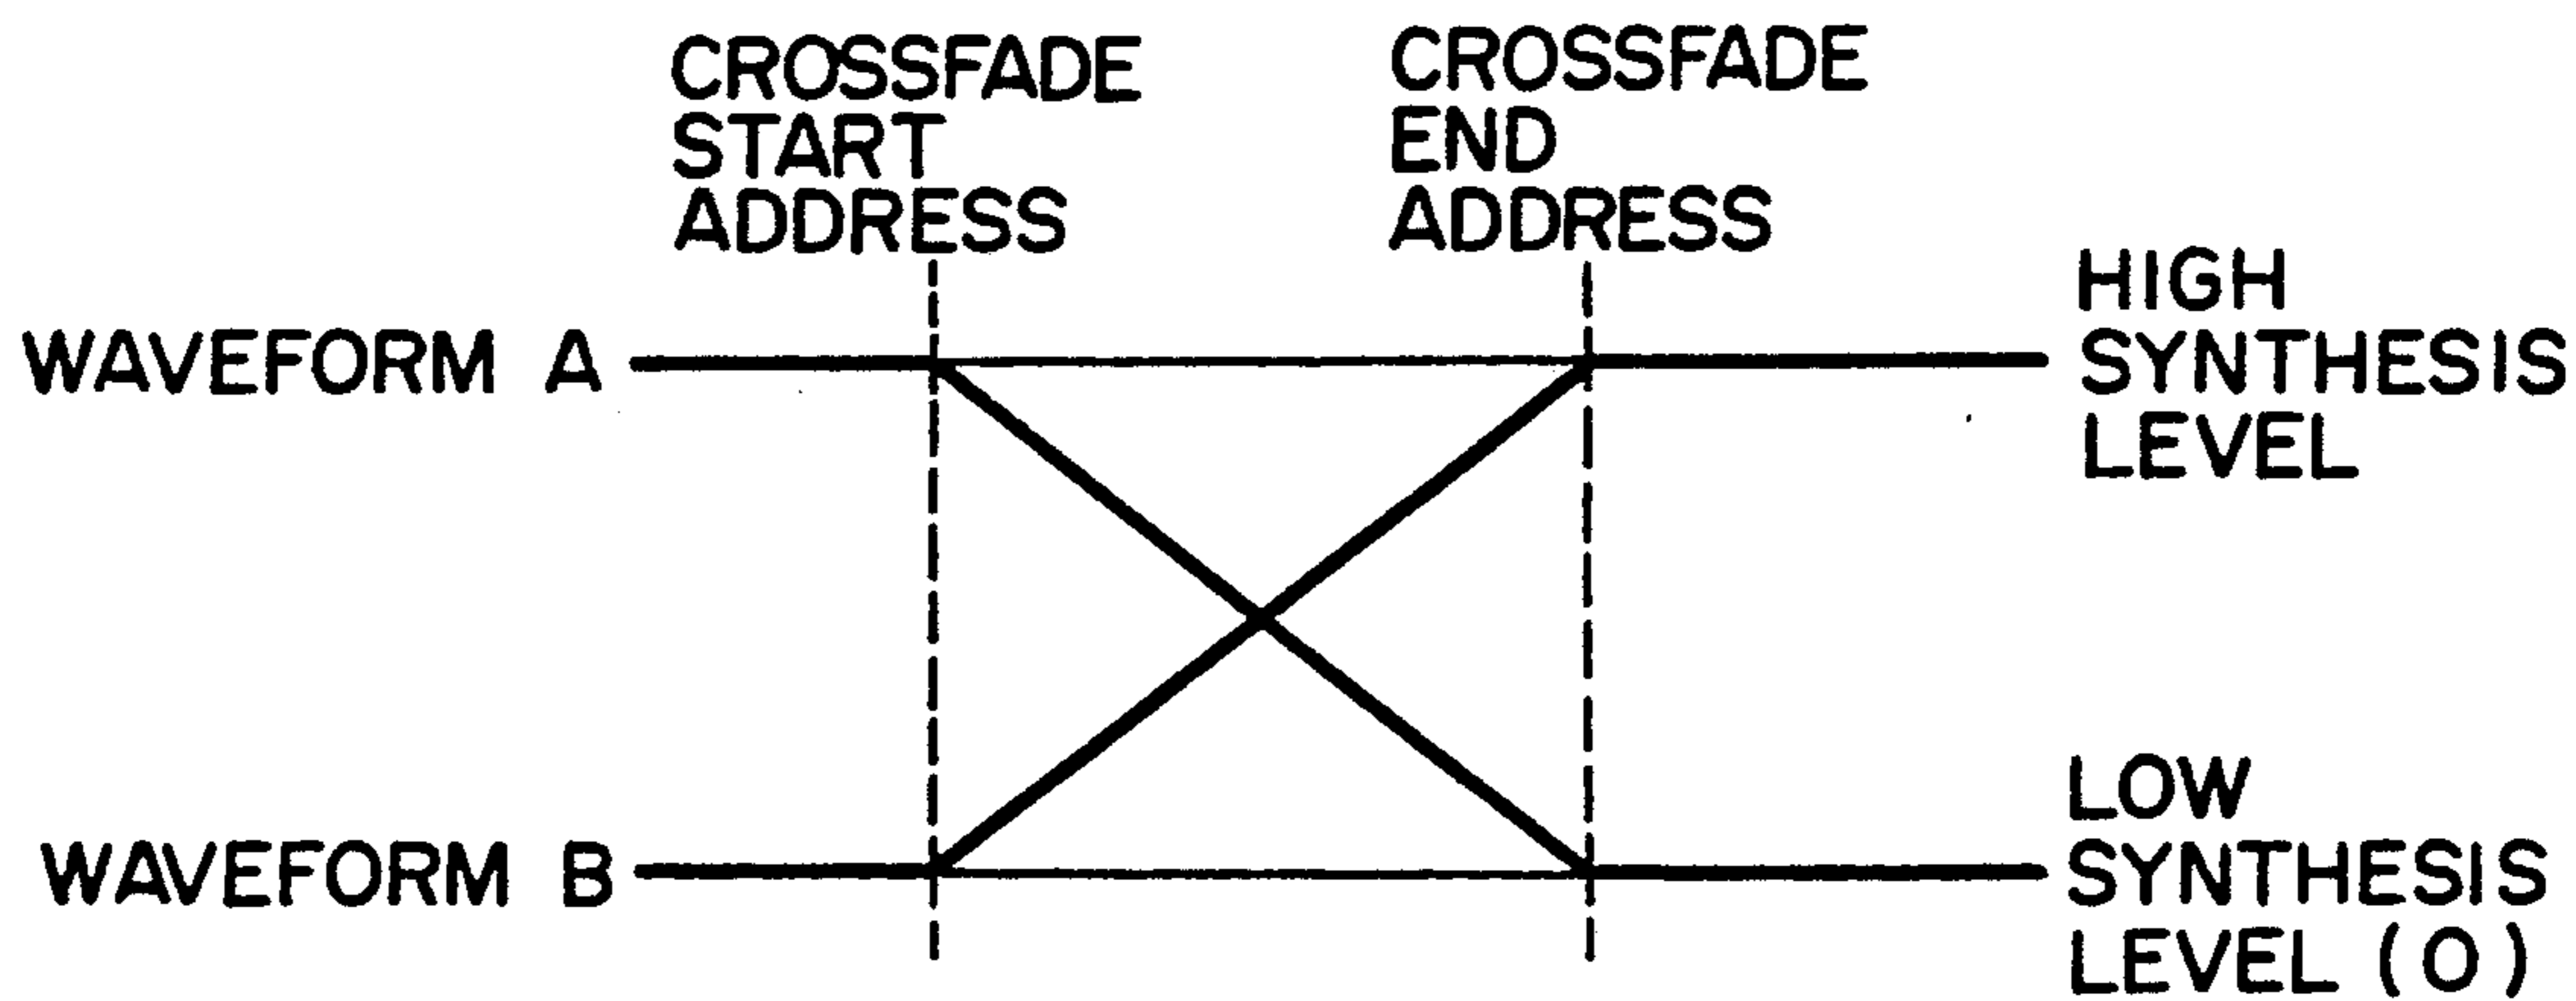 CROSSFADE
START
ADDRESS
CROSSFADE
END
ADDRESS
WAVEFORM A
HIGH
SYNTHESIS
LEVEL
WAVEFORM B
LOW
SYNTHESIS
LEVEL (0)